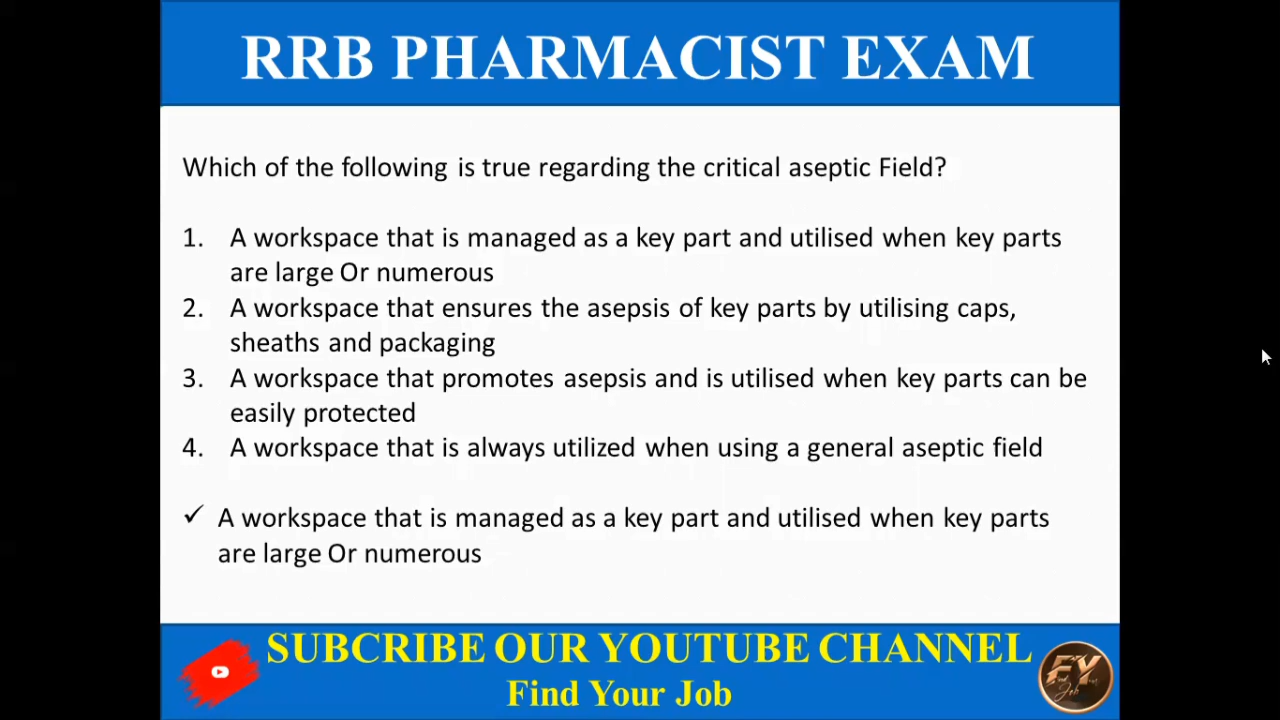 RRB PHARMACIST EXAM
Which of the following is true regarding the critical aseptic Field?
1. A workspace that is managed as a key part and utilised when key parts
are large Or numerous
2. A workspace that ensures the asepsis of key parts by utilising caps,
sheaths and packaging
3. A workspace that promotes asepsis and is utilised when key parts can be
easily protected
4. A workspace that is always utilized when using a general aseptic field
✓ A workspace that is managed as a key part and utilised when key parts
are large Or numerous
SUBCRIBE OUR YOUTUBE CHANNEL
Find Your Job